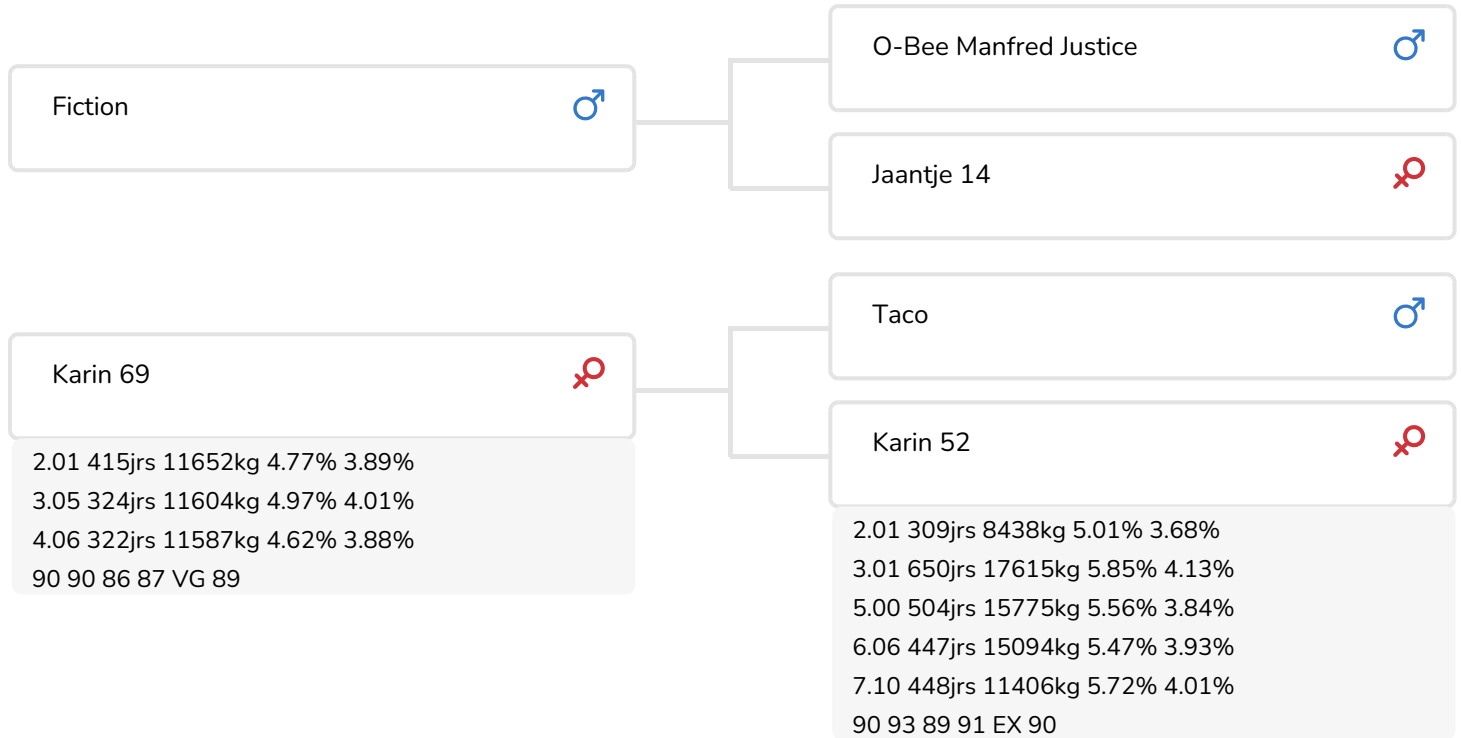 Fiction
O-Bee Manfred Justice
Jaantje 14
Karin 69
2.01 415jrs 11652kg 4.77% 3.89%
3.05 324jrs 11604kg 4.97% 4.01%
4.06 322jrs 11587kg 4.62% 3.88%
90 90 86 87 VG 89
Taco
Karin 52
2.01 309jrs 8438kg 5.01% 3.68%
3.01 650jrs 17615kg 5.85% 4.13%
5.00 504jrs 15775kg 5.56% 3.84%
6.06 447jrs 15094kg 5.47% 3.93%
7.10 448jrs 11406kg 5.72% 4.01%
90 93 89 91 EX 90